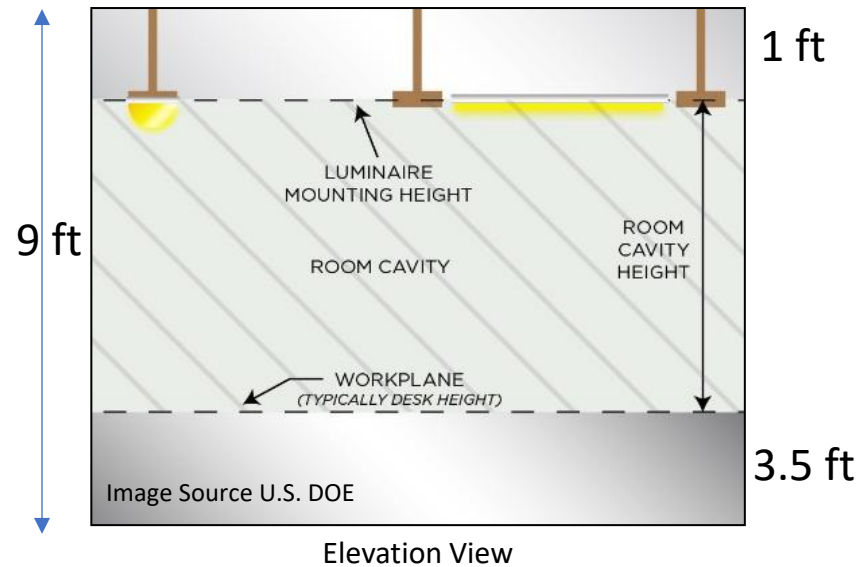 1 ft
LUMINAIRE
MOUNTING HEIGHT
9 ft
ROOM CAVITY
ROOM
CAVITY
HEIGHT
WORKPLANE
(TYPICALLY DESK HEIGHT)
3.5 ft
Image Source U.S. DOE
Elevation View